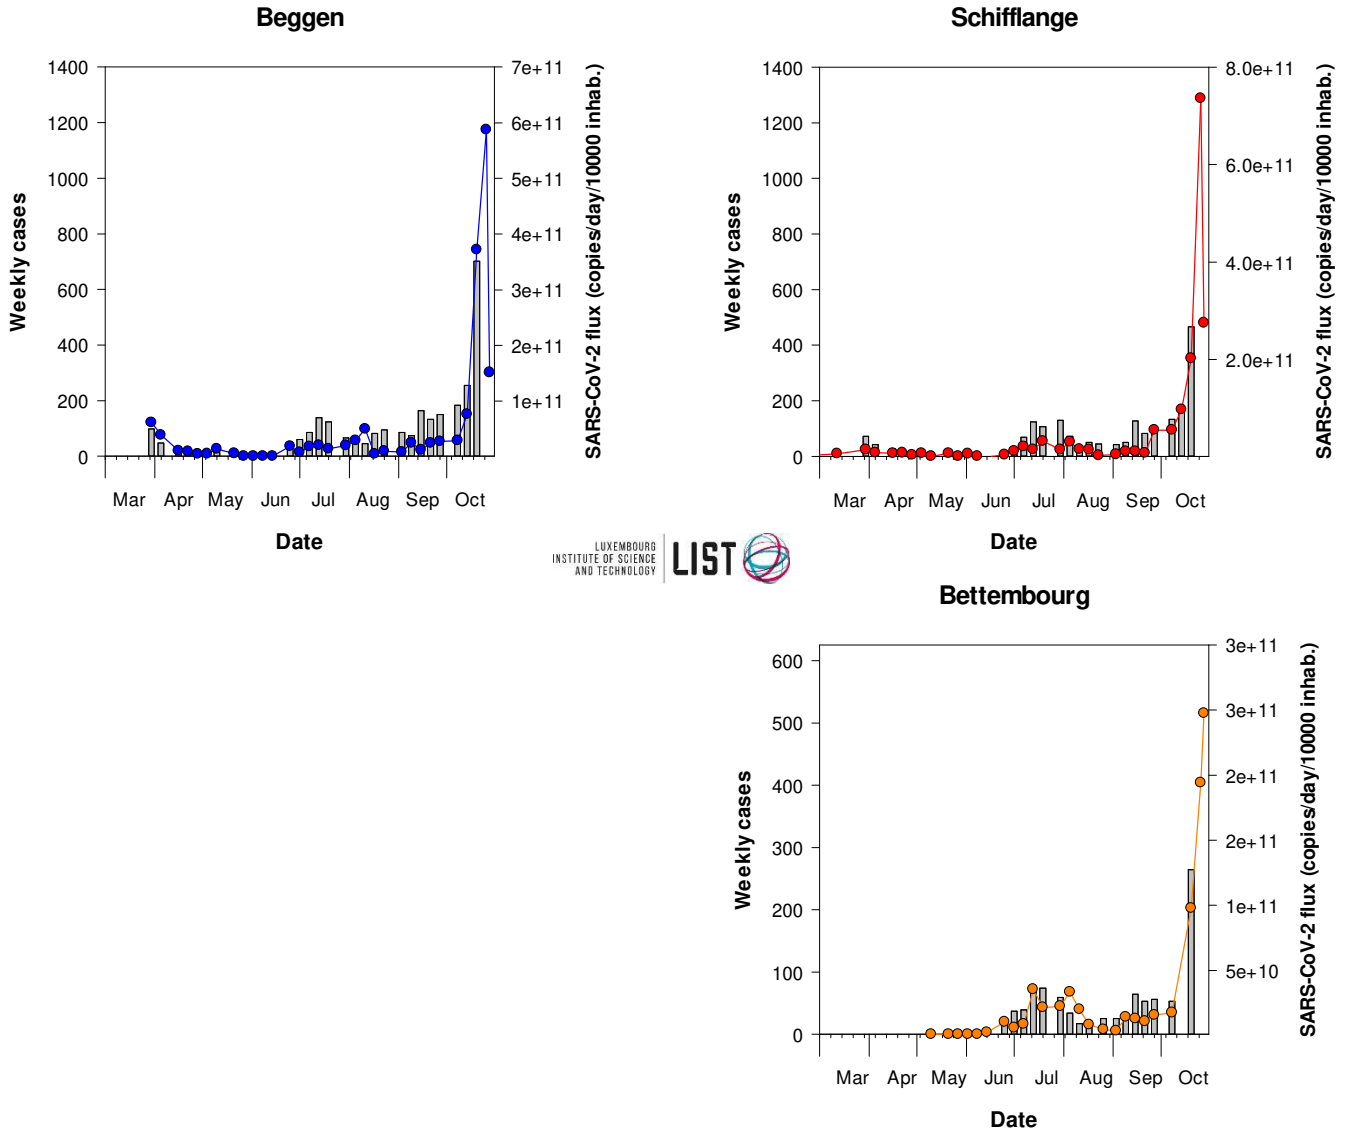 Beggen
1400
1200
1000
800
600
400
200
0
7e+11
6e+11
5e+11
4e+11
3e+11
2e+11
1e+11
Weekly cases
SARS-CoV-2 flux (copies/day/10000 inhab.)
Mar Apr May Jun Jul Aug Sep Oct
Date
Schifflange
1400
1200
1000
800
600
400
200
0
8.0e+11
6.0e+11
4.0e+11
2.0e+11
Weekly cases
SARS-CoV-2 flux (copies/day/10000 inhab.)
Mar Apr May Jun Jul Aug Sep Oct
Date
LUXEMBOURG
INSTITUTE OF SCIENCE
AND TECHNOLOGY
LIST
Bettembourg
600
500
400
300
200
100
0
3e+11
3e+11
2e+11
2e+11
1e+11
5e+10
Weekly cases
SARS-CoV-2 flux (copies/day/10000 inhab.)
Mar Apr May Jun Jul Aug Sep Oct
Date